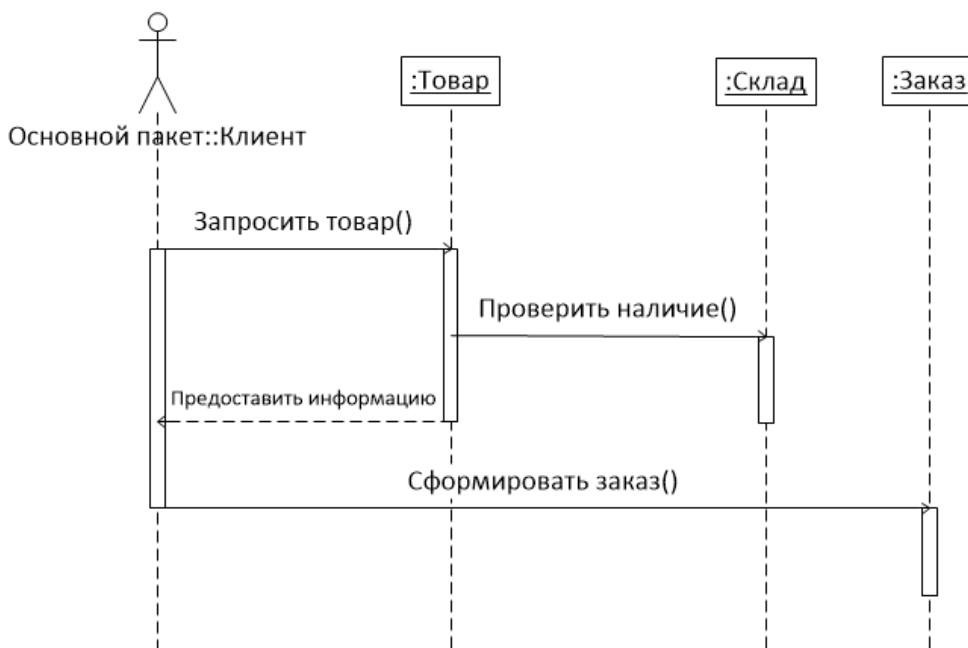 :Товар
:Склад
:Заказ
Основной пакет::Клиент
Запросить товар()
Проверить наличие()
Предоставить информацию
Сформировать заказ()